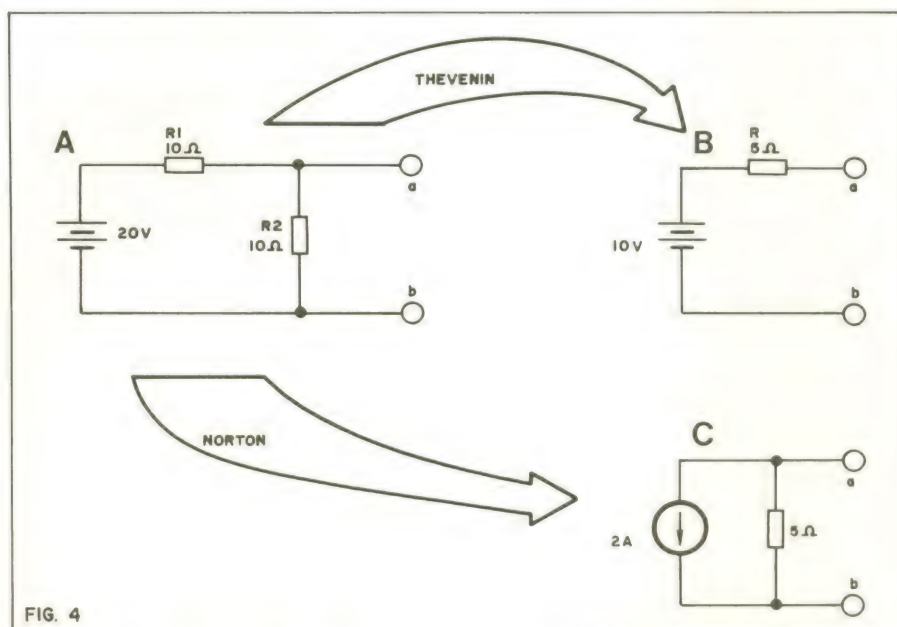 THEVENIN
A
R1
10Ω
R2
10Ω
20V
a
b
B
R
5Ω
10V
a
b
NORTON
C
2A
5Ω
a
b
FIG. 4